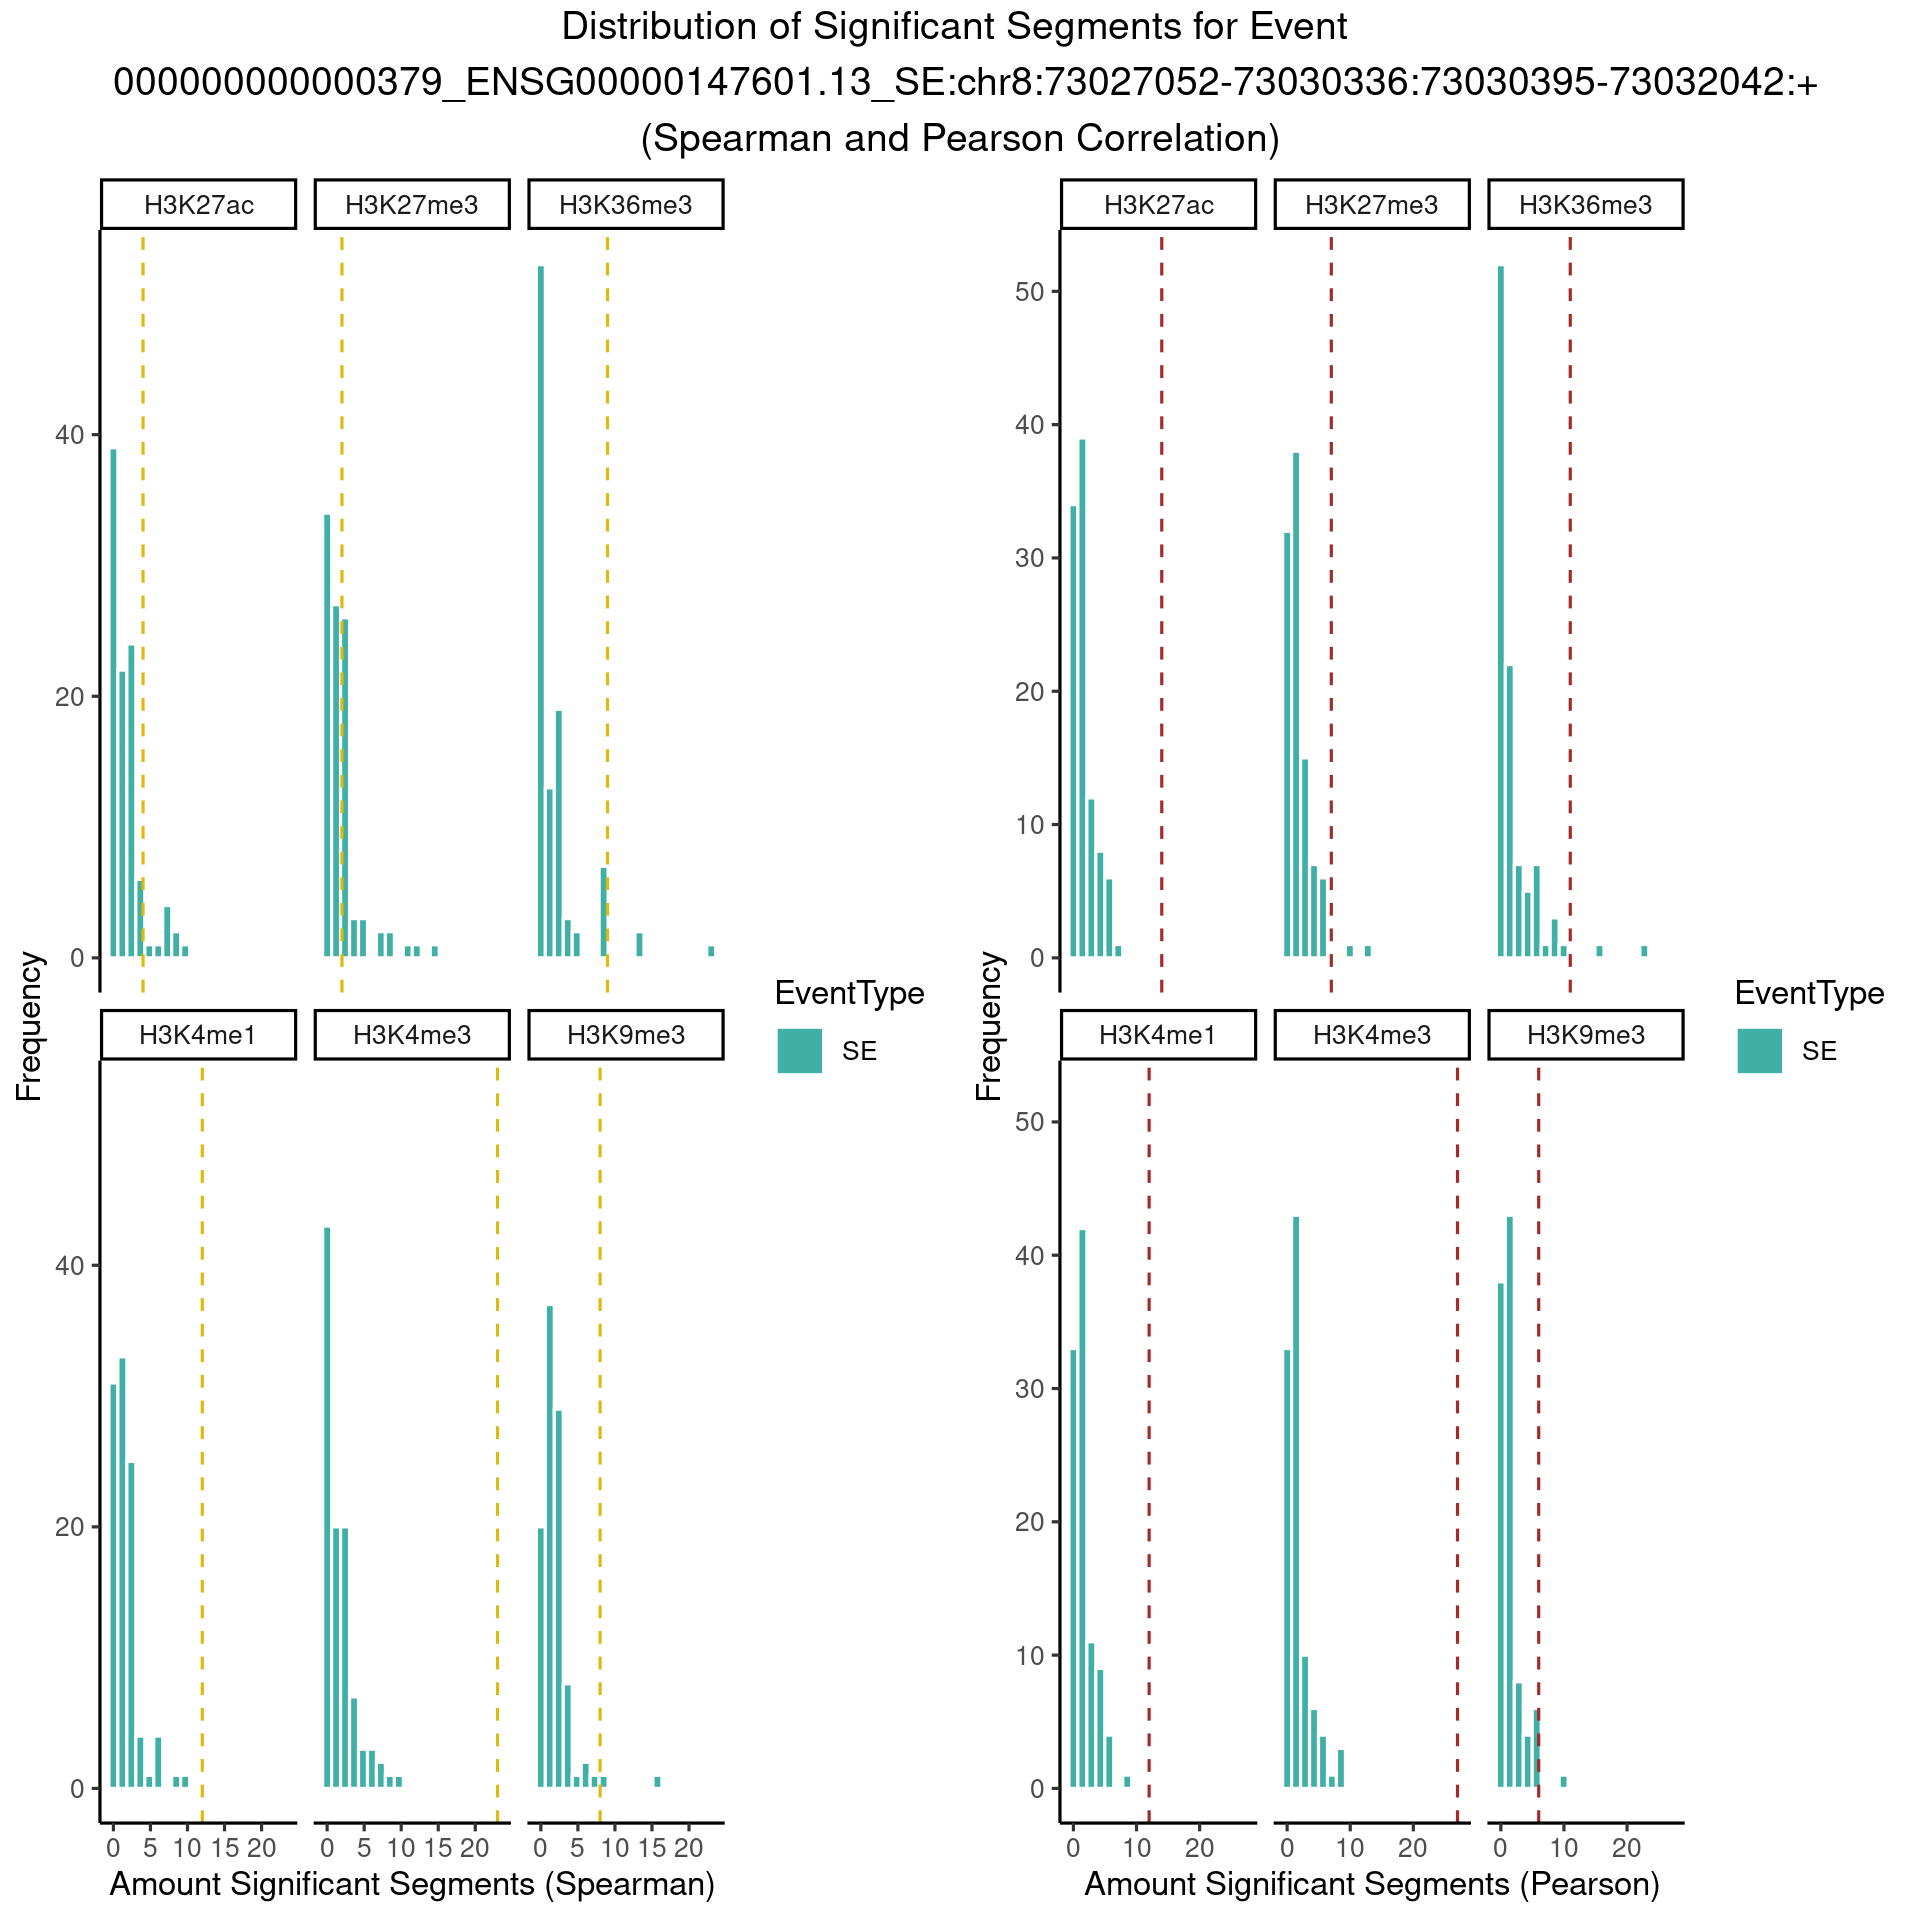 Distribution of Significant Segments for Event
000000000000379_ENSG00000147601.13_SE:chr8:73027052-73030336:73030395-73032042:+
(Spearman and Pearson Correlation)
H3K27ac H3K27me3 H3K36me3
40
20
0
H3K4me1 H3K4me3 H3K9me3
40
20
0
0 5 10 15 20 0 5 10 15 20 0 5 10 15 20
Amount Significant Segments (Spearman)
Frequency
EventType
SE
H3K27ac H3K27me3 H3K36me3
50
40
30
20
10
0
H3K4me1 H3K4me3 H3K9me3
50
40
30
20
10
0
0 10 20 0 10 20 0 10 20
Amount Significant Segments (Pearson)
Frequency
EventType
SE